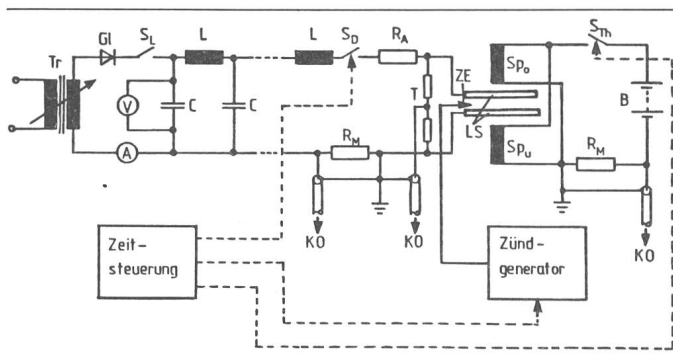 Tr
Gl
S_L
L
L
S_D
R_A
V
C
C
A
T
ZE
LS
Sp_o
Sp_u
S_Th
B
R_M
R_M
KO
KO
KO
Zeit-
steuerung
Zünd-
generator